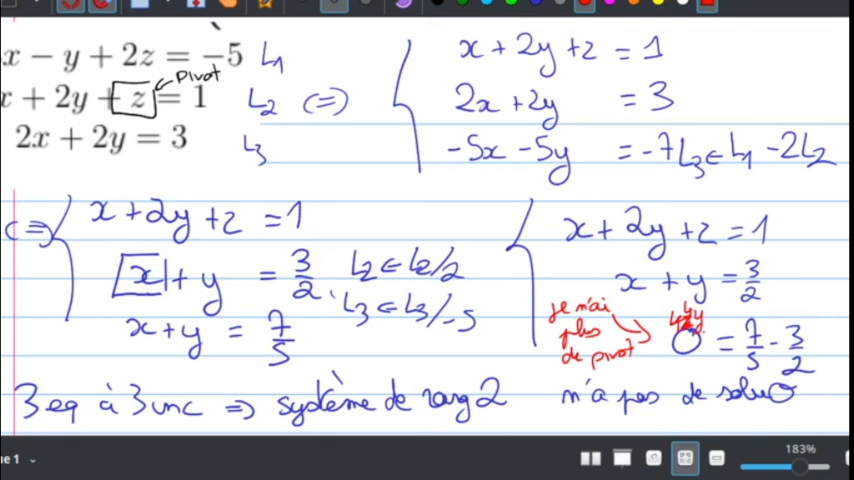 x − y + 2z = −5 L₁
x + 2y + z = 1 L₂
← Pivot
2x + 2y = 3 L₃
<=> x + 2y + z = 1
2x + 2y = 3
-5x - 5y = -7 L₃ ← L₁ - 2L₂
<=> x + 2y + z = 1
x + y = 3/2 L₂ ← L₂/2
x + y = 7/5 L₃ ← L₃/-5
x + 2y + z = 1
x + y = 3/2
0 = 7/5 - 3/2
je n'ai
plus
de pivot
3 eq à 3 inc => système de rang 2 n'a pas de
183%